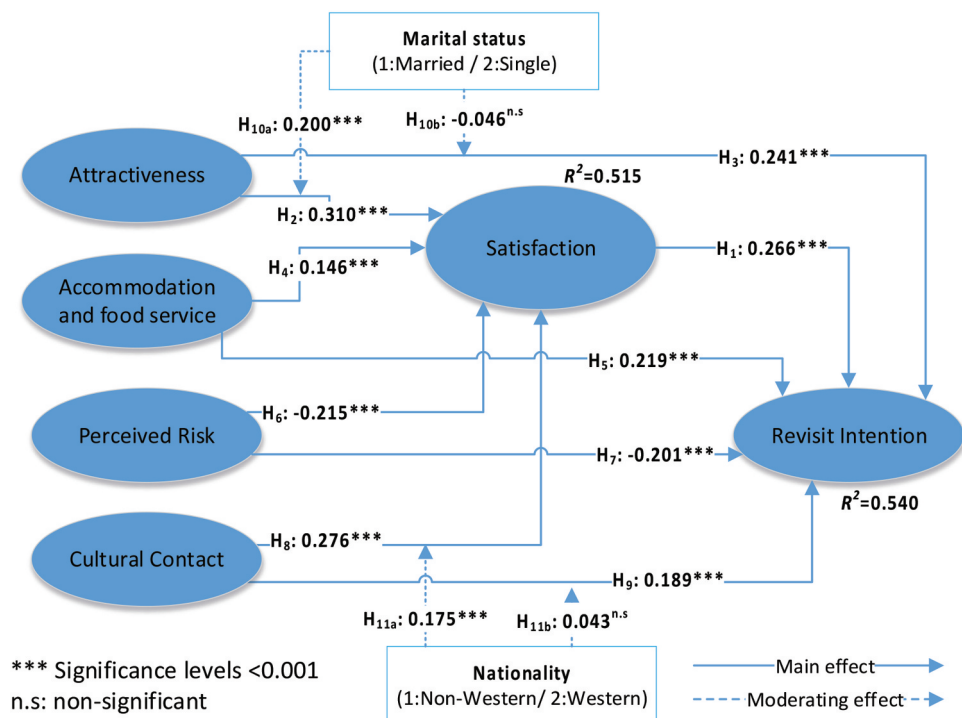 Marital status
(1:Married / 2:Single)
H10a: 0.200***
H10b: -0.046n.s
Attractiveness
H3: 0.241 ***
R²=0.515
H2: 0.310 ***
Satisfaction
H1: 0.266 ***
H4: 0.146 ***
Accommodation
and food service
H5: 0.219 ***
H6: -0.215 ***
Perceived Risk
Revisit Intention
H7: -0.201 ***
R²=0.540
H8: 0.276 ***
Cultural Contact
H9: 0.189 ***
H11a: 0.175 ***
H11b: 0.043n.s
*** Significance levels <0.001
n.s: non-significant
Nationality
(1:Non-Western/ 2:Western)
Main effect
Moderating effect